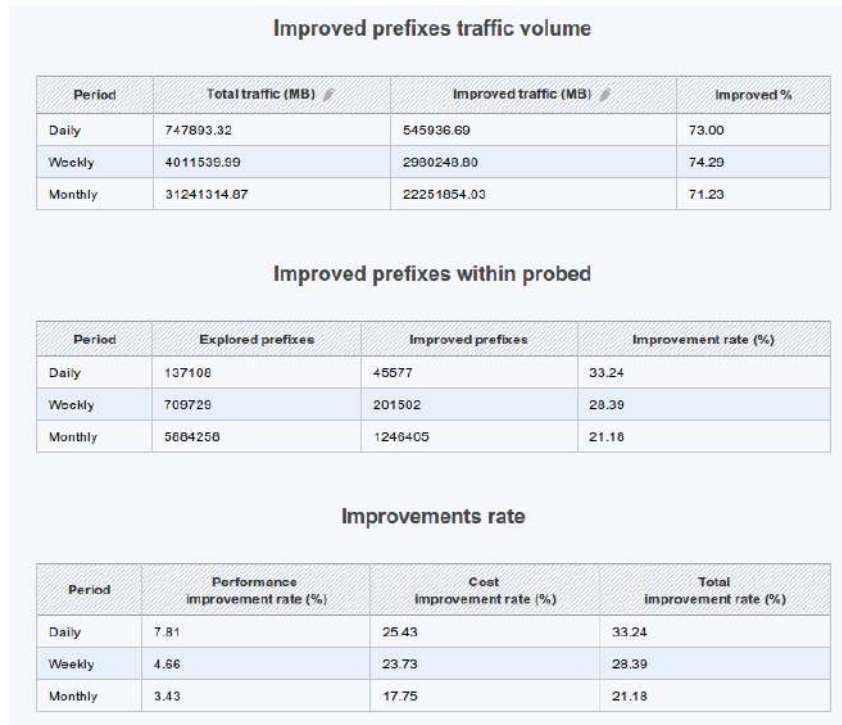 Improved prefixes traffic volume
Period Total traffic (MB) Improved traffic (MB) Improved %
Daily 747893.32 545936.69 73.00
Weekly 4011539.99 2980248.80 74.29
Monthly 31241314.87 22251854.03 71.23
Improved prefixes within probed
Period Explored prefixes Improved prefixes Improvement rate (%)
Daily 137108 45577 33.24
Weekly 709729 201502 28.39
Monthly 5884258 1246405 21.18
Improvements rate
Performance Cost Total
Period improvement rate (%) improvement rate (%) improvement rate (%)
Daily 7.81 25.43 33.24
Weekly 4.66 23.73 28.39
Monthly 3.43 17.75 21.18